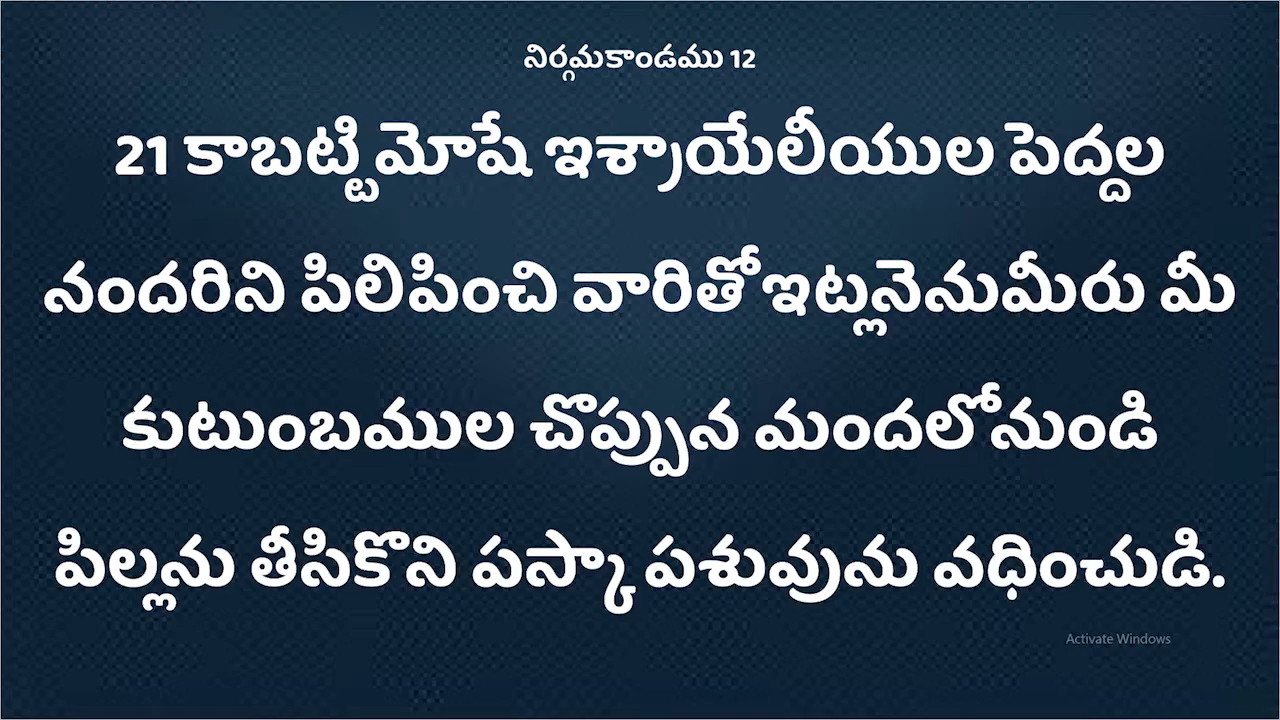 నిర్గమకాండము 12
21 కాబట్టి మోషే ఇశ్రాయేలీయుల పెద్దల
నందరిని పిలిపించి వారితో ఇట్లనెనుమీరు మీ
కుటుంబముల చొప్పున మందలోనుండి
పిల్లను తీసికొని పస్కా పశువును వధించుడి.
Activate Windows